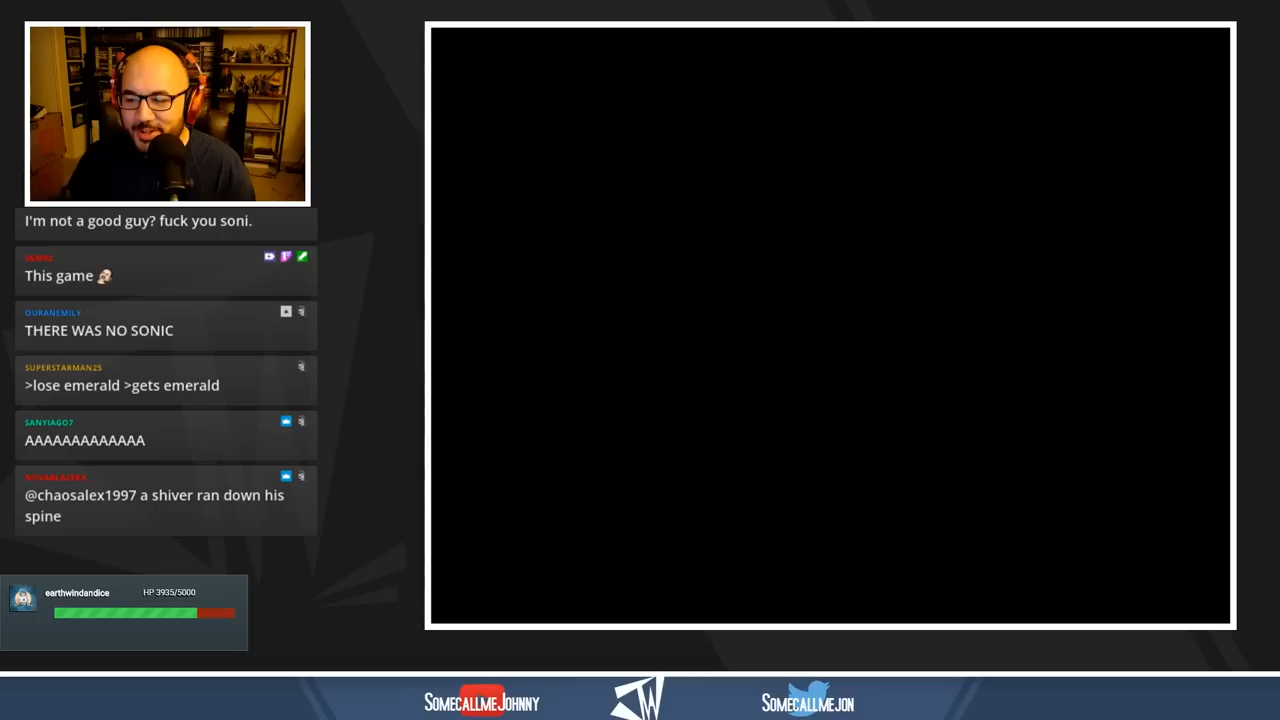 I'm not a good guy? fuck you soni.
This game
OURANEMILY
THERE WAS NO SONIC
SUPERSTARMAN25
>lose emerald >gets emerald
SANYIAGO7
AAAAAAAAAAAAA
@chaosalex1997 a shiver ran down his
spine
earthwindandice HP 3935/5000
SOMECALLMEJOHNNY
SOMECALLMEJON